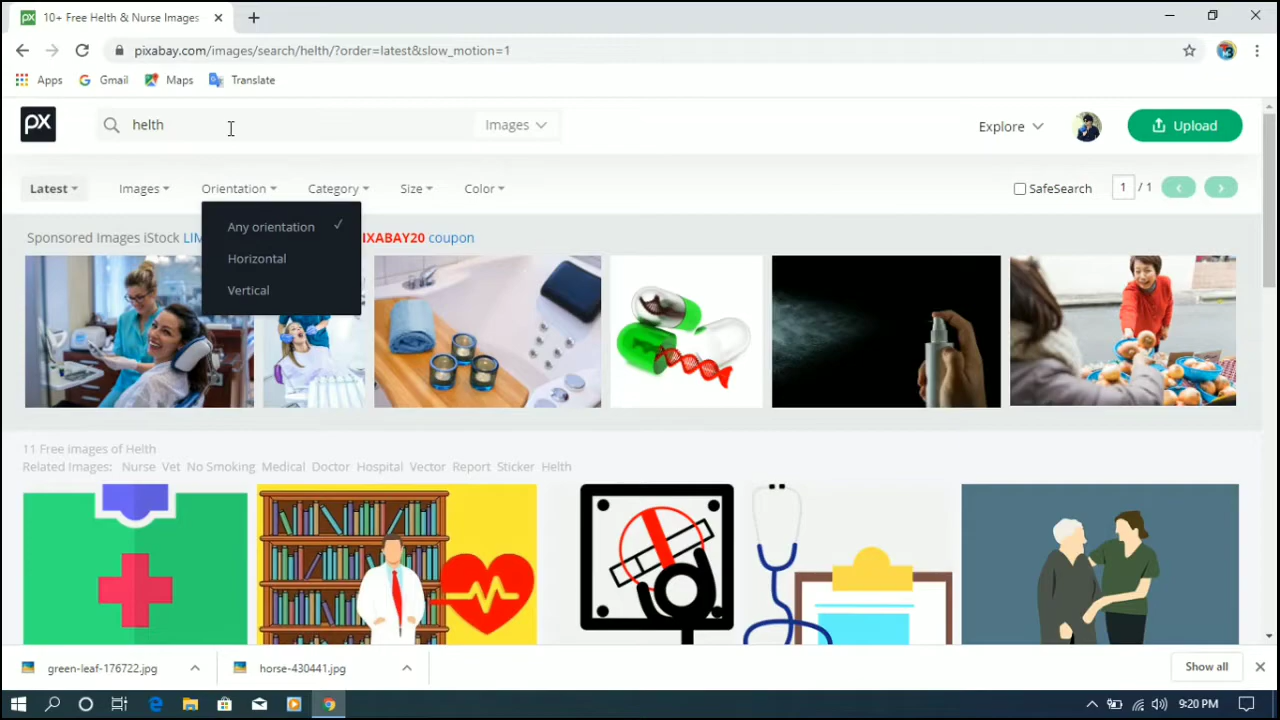 10+ Free Helth & Nurse Images
pixabay.com/images/search/helth/?order=latest&slow_motion=1
Apps Gmail Maps Translate
px
helth
Images
Explore
Upload
Latest Images Orientation Category Size Color
SafeSearch 1 / 1
Any orientation
Horizontal
Vertical
Sponsored Images iStock LIM IXABAY20 coupon
11 Free images of Helth
Related Images: Nurse Vet No Smoking Medical Doctor Hospital Vector Report Sticker Helth
green-leaf-176722.jpg
horse-430441.jpg
Show all
9:20 PM